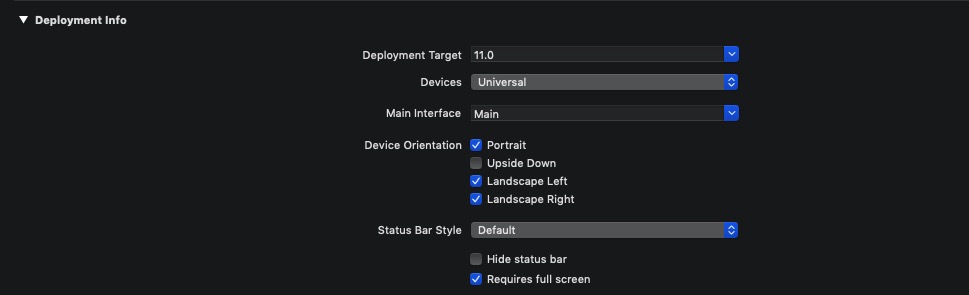 Deployment Info
Deployment Target 11.0
Devices Universal
Main Interface Main
Device Orientation Portrait
Upside Down
Landscape Left
Landscape Right
Status Bar Style Default
Hide status bar
Requires full screen